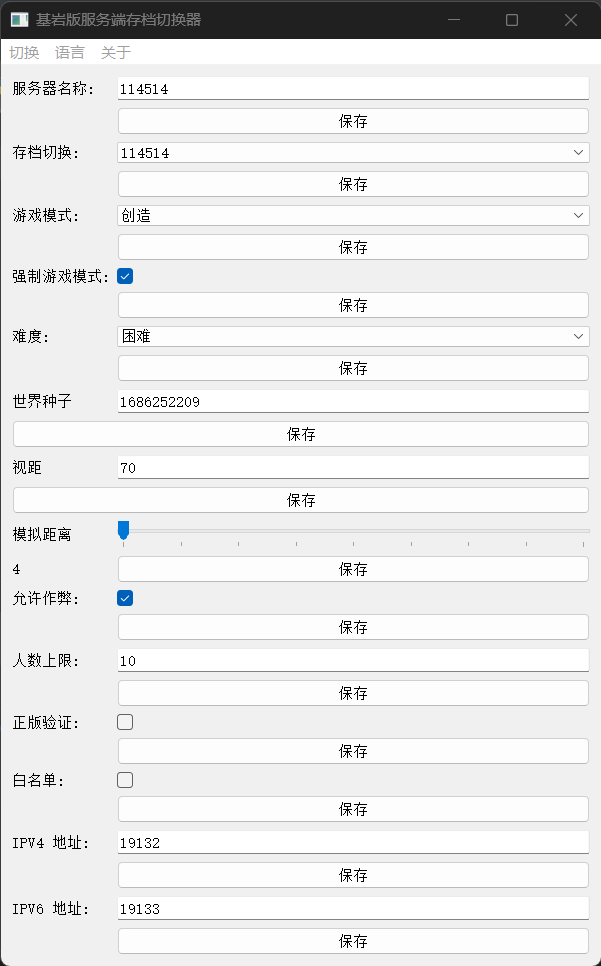 基岩版服务端存档切换器
切换 语言 关于
服务器名称： 114514
保存
存档切换： 114514
保存
游戏模式： 创造
保存
强制游戏模式：
保存
难度： 困难
保存
世界种子 1686252209
保存
视距 70
保存
模拟距离
4 保存
允许作弊：
保存
人数上限： 10
保存
正版验证：
保存
白名单：
保存
IPV4 地址： 19132
保存
IPV6 地址： 19133
保存